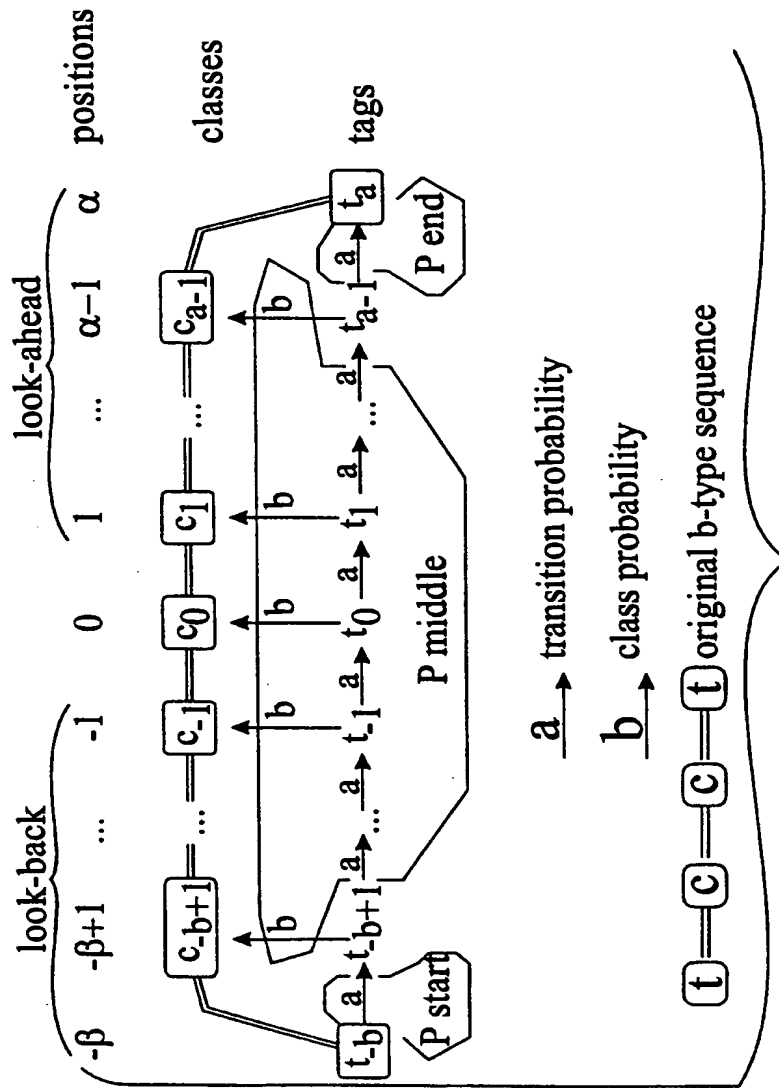 look-back look-ahead
-β -β+1 ... -1 0 1 ... α−1 α positions
c-b+1 ... c-1 c0 c1 ... ca-1 classes
b b b b b
t-b a t-b+1 a ... a t-1 a t0 a t1 a ... a ta-1 a ta tags
P start P middle P end
a transition probability
b class probability
t c c t original b-type sequence